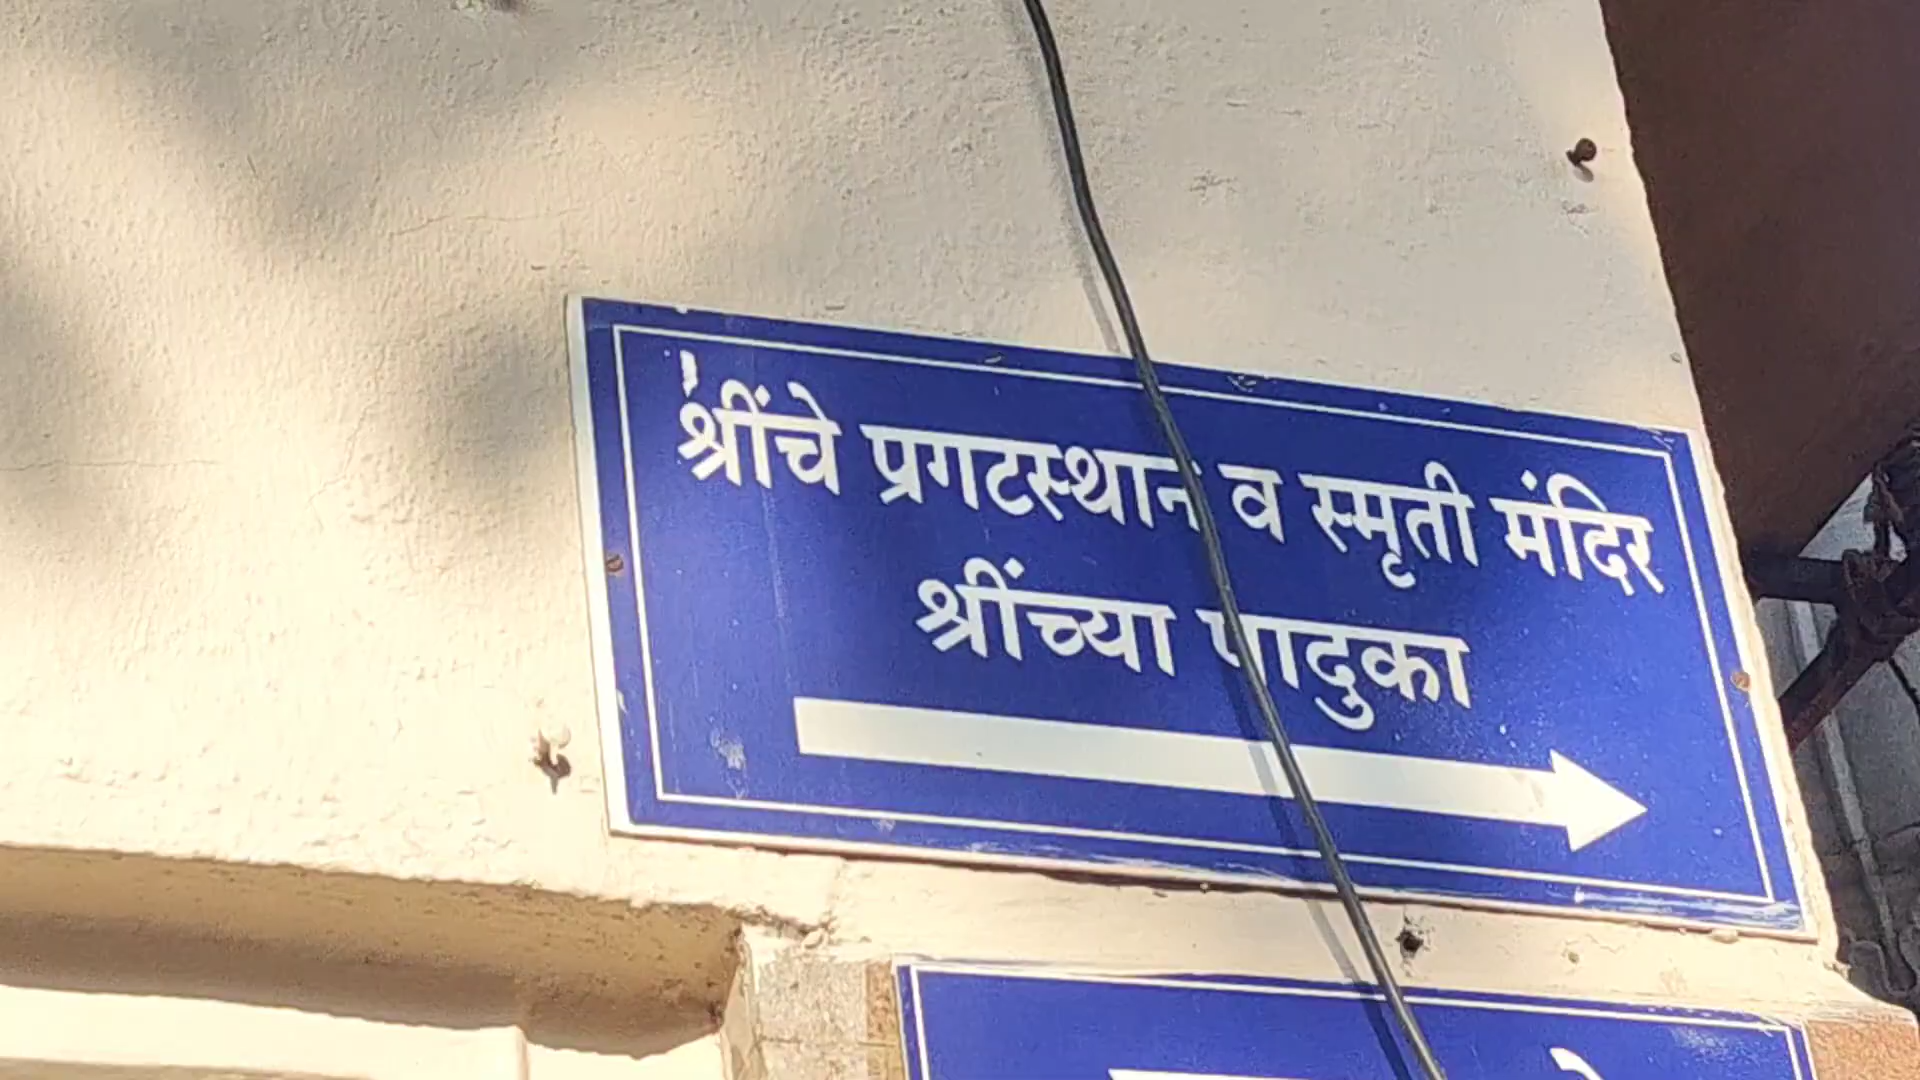 श्रींचे प्रगटस्थान व स्मृती मंदिर
श्रींच्या पादुका